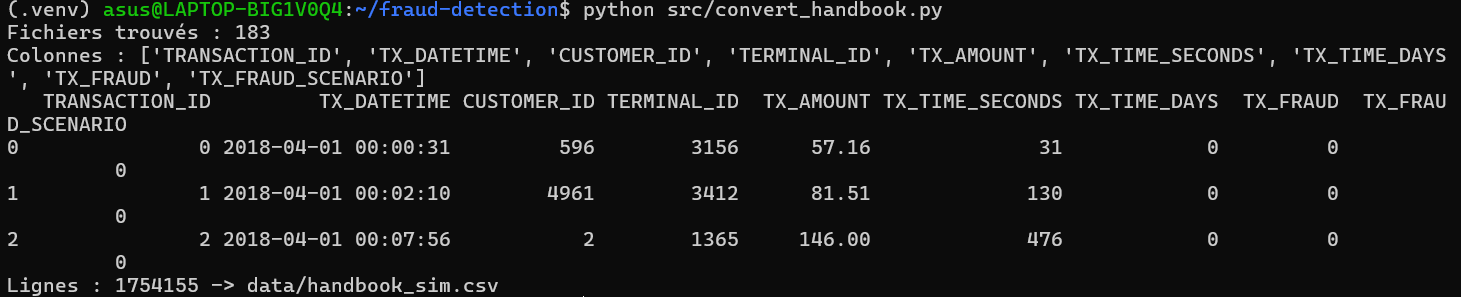 (.venv) asus@LAPTOP-BIG1V0Q4:~/fraud-detection$ python src/convert_handbook.py
Fichiers trouvés : 183
Colonnes : ['TRANSACTION_ID', 'TX_DATETIME', 'CUSTOMER_ID', 'TERMINAL_ID', 'TX_AMOUNT', 'TX_TIME_SECONDS', 'TX_TIME_DAYS
', 'TX_FRAUD', 'TX_FRAUD_SCENARIO']
   TRANSACTION_ID         TX_DATETIME CUSTOMER_ID TERMINAL_ID  TX_AMOUNT TX_TIME_SECONDS TX_TIME_DAYS  TX_FRAUD  TX_FRAU
D_SCENARIO
0               0 2018-04-01 00:00:31         596        3156      57.16              31            0         0
         0
1               1 2018-04-01 00:02:10        4961        3412      81.51             130            0         0
         0
2               2 2018-04-01 00:07:56           2        1365     146.00             476            0         0
         0
Lignes : 1754155 -> data/handbook_sim.csv